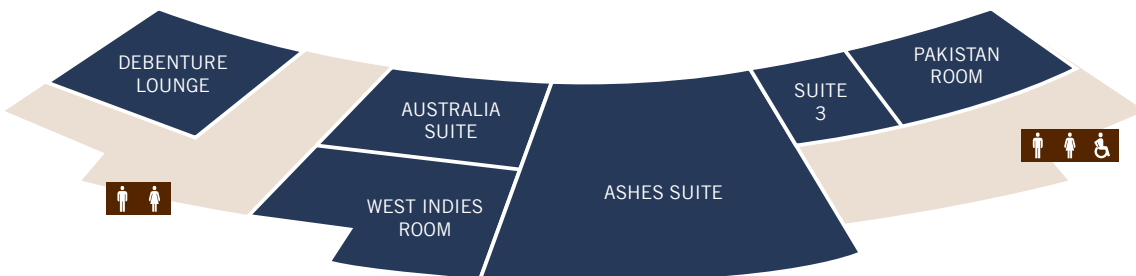 DEBENTURE
LOUNGE
AUSTRALIA
SUITE
WEST INDIES
ROOM
ASHES SUITE
SUITE
3
PAKISTAN
ROOM